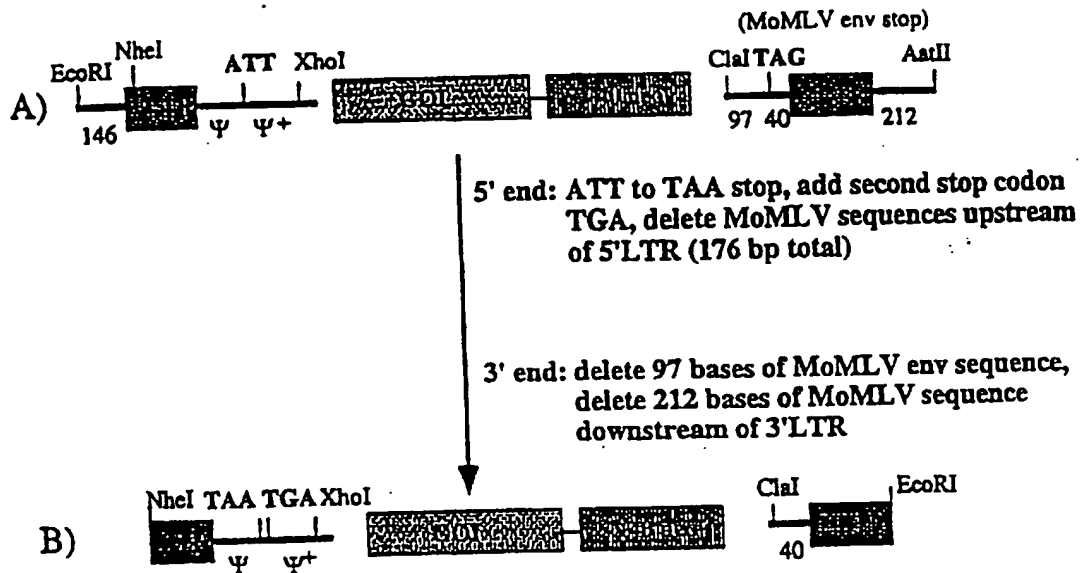 (MoMLV env stop)
EcoRI NheI ATT XhoI ClaI TAG AatII
A)
146 Ψ Ψ+ 97 40 212
5' end: ATT to TAA stop, add second stop codon
TGA, delete MoMLV sequences upstream
of 5'LTR (176 bp total)
3' end: delete 97 bases of MoMLV env sequence,
delete 212 bases of MoMLV sequence
downstream of 3'LTR
NheI TAA TGA XhoI ClaI EcoRI
B)
Ψ Ψ+ 40